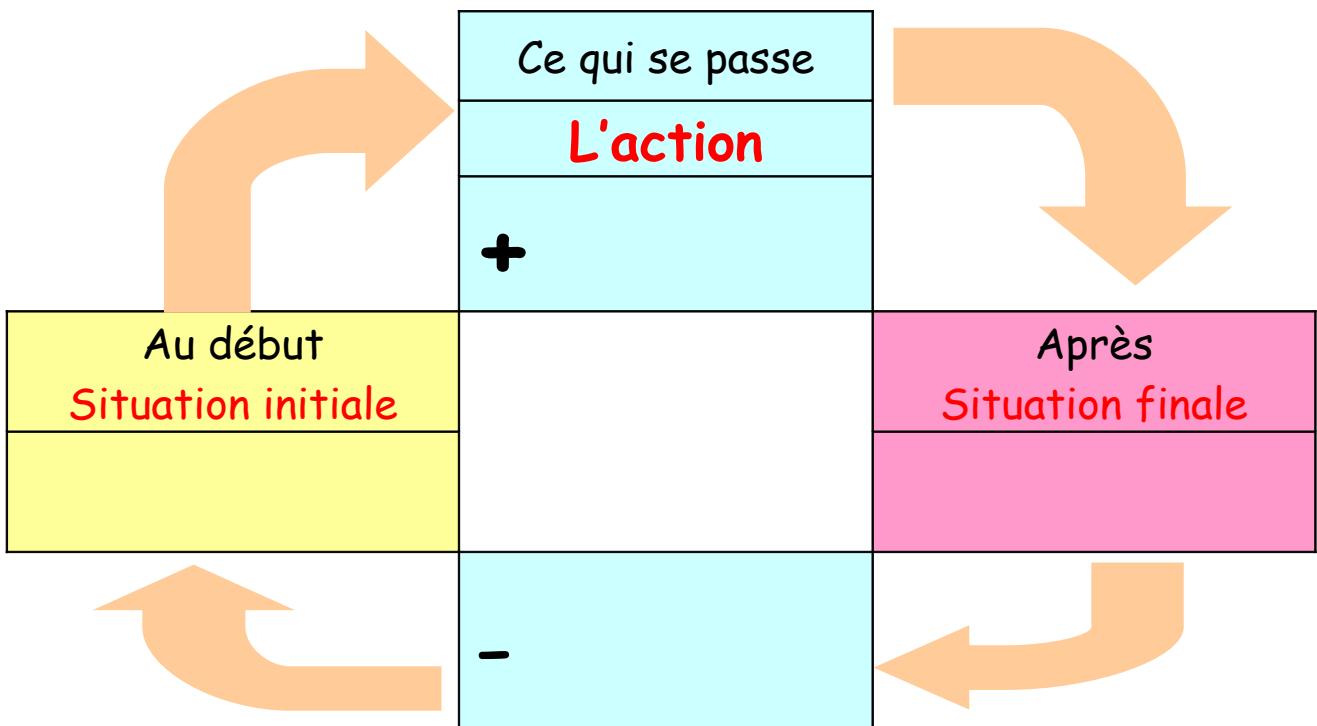 Ce qui se passe
L'action
+
Au début
Situation initiale
Après
Situation finale
-